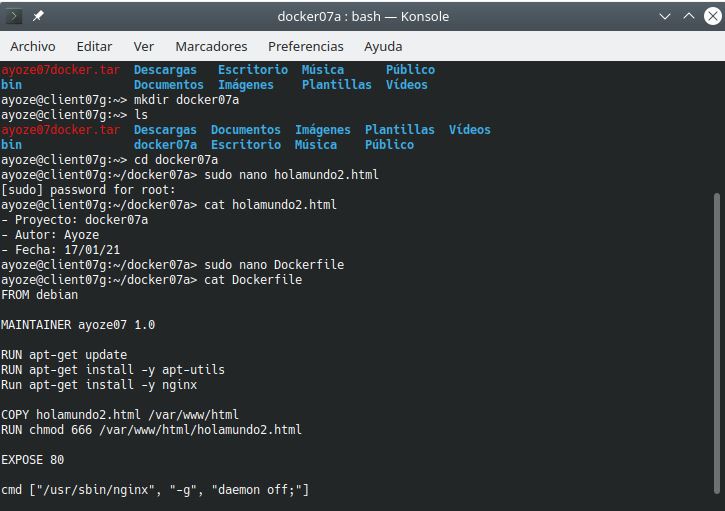 docker07a : bash — Konsole
Archivo Editar Ver Marcadores Preferencias Ayuda
ayoze07docker.tar Descargas Escritorio Música Público
bin Documentos Imágenes Plantillas Vídeos
ayoze@client07g:~> mkdir docker07a
ayoze@client07g:~> ls
ayoze07docker.tar Descargas Documentos Imágenes Plantillas Vídeos
bin docker07a Escritorio Música Público
ayoze@client07g:~> cd docker07a
ayoze@client07g:~/docker07a> sudo nano holamundo2.html
[sudo] password for root:
ayoze@client07g:~/docker07a> cat holamundo2.html
- Proyecto: docker07a
- Autor: Ayoze
- Fecha: 17/01/21
ayoze@client07g:~/docker07a> sudo nano Dockerfile
ayoze@client07g:~/docker07a> cat Dockerfile
FROM debian
MAINTAINER ayoze07 1.0
RUN apt-get update
RUN apt-get install -y apt-utils
Run apt-get install -y nginx
COPY holamundo2.html /var/www/html
RUN chmod 666 /var/www/html/holamundo2.html
EXPOSE 80
cmd ["/usr/sbin/nginx", "-g", "daemon off;"]